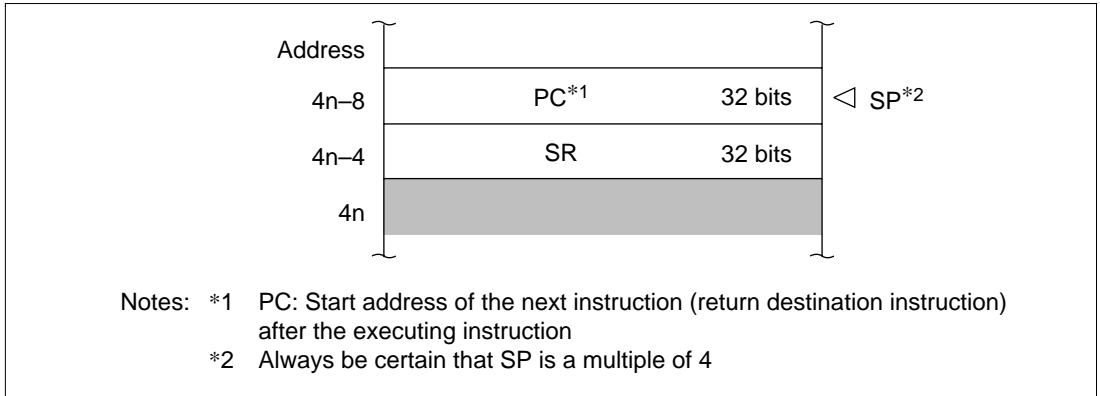 Address
4n–8 PC*1 32 bits ◁ SP*2
4n–4 SR 32 bits
4n
Notes: *1 PC: Start address of the next instruction (return destination instruction)
after the executing instruction
*2 Always be certain that SP is a multiple of 4